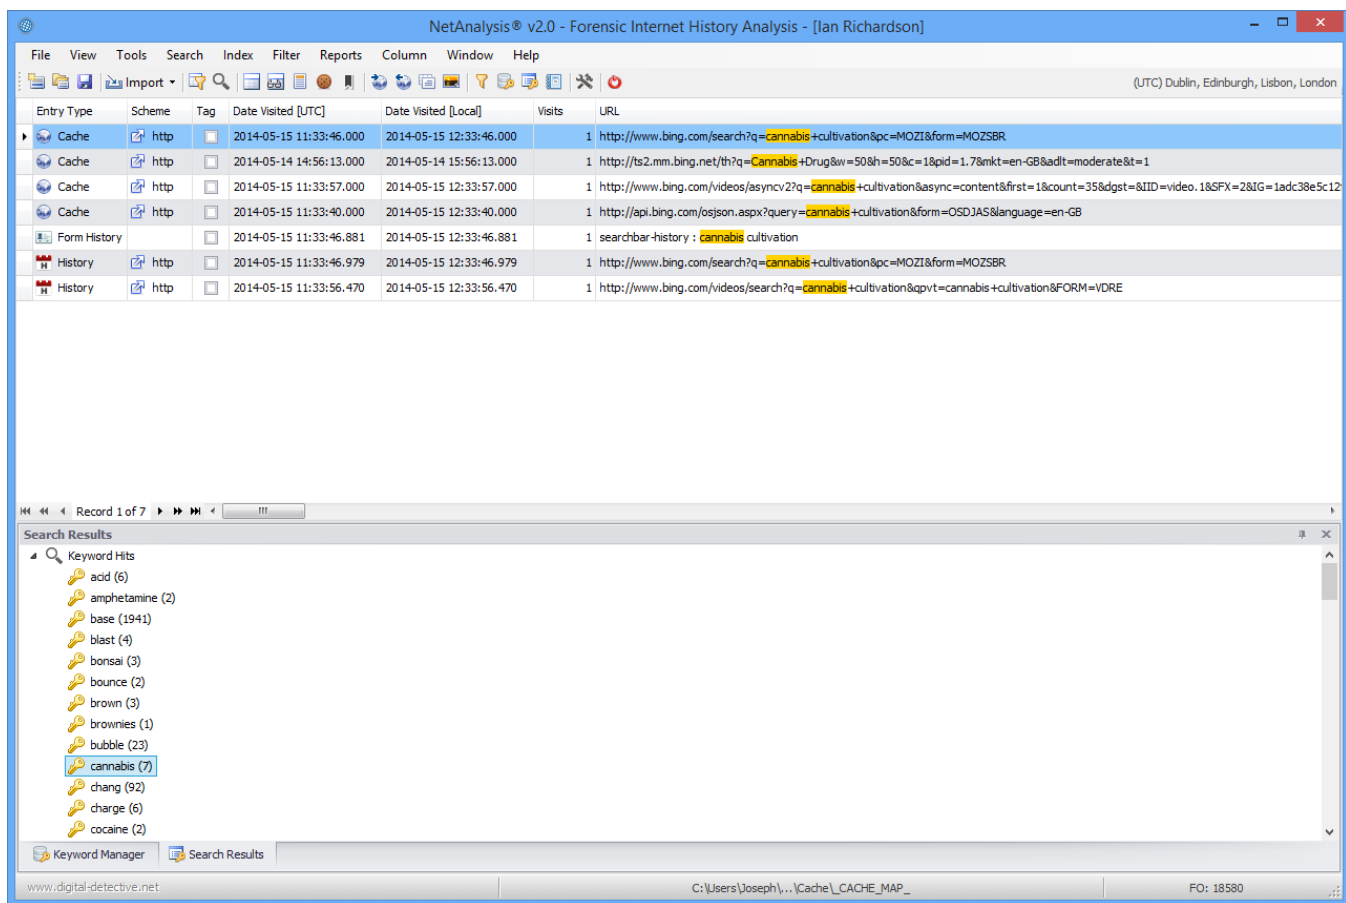 NetAnalysis® v2.0 - Forensic Internet History Analysis - [Ian Richardson]
File View Tools Search Index Filter Reports Column Window Help
Import (UTC) Dublin, Edinburgh, Lisbon, London
Entry Type Scheme Tag Date Visited [UTC] Date Visited [Local] Visits URL
Cache http 2014-05-15 11:33:46.000 2014-05-15 12:33:46.000 1 http://www.bing.com/search?q=cannabis+cultivation&pc=MOZI&form=MOZSBR
Cache http 2014-05-14 14:56:13.000 2014-05-14 15:56:13.000 1 http://ts2.mm.bing.net/th?q=Cannabis+Drug&w=50&h=50&c=1&pid=1.7&mkt=en-GB&adlt=moderate&t=1
Cache http 2014-05-15 11:33:57.000 2014-05-15 12:33:57.000 1 http://www.bing.com/videos/asyncv2?q=cannabis+cultivation&async=content&first=1&count=35&dgst=&IID=video.1&SFX=2&IG=1adc38e5c12
Cache http 2014-05-15 11:33:40.000 2014-05-15 12:33:40.000 1 http://api.bing.com/osjson.aspx?query=cannabis+cultivation&form=OSDJAS&language=en-GB
Form History 2014-05-15 11:33:46.881 2014-05-15 12:33:46.881 1 searchbar-history : cannabis cultivation
History http 2014-05-15 11:33:46.979 2014-05-15 12:33:46.979 1 http://www.bing.com/search?q=cannabis+cultivation&pc=MOZI&form=MOZSBR
History http 2014-05-15 11:33:56.470 2014-05-15 12:33:56.470 1 http://www.bing.com/videos/search?q=cannabis+cultivation&qpvt=cannabis+cultivation&FORM=VDRE
Record 1 of 7
Search Results
Keyword Hits
acid (6)
amphetamine (2)
base (1941)
blast (4)
bonsai (3)
bounce (2)
brown (3)
brownies (1)
bubble (23)
cannabis (7)
chang (92)
charge (6)
cocaine (2)
Keyword Manager Search Results
www.digital-detective.net C:\Users\Joseph\...\Cache\_CACHE_MAP_ FO: 18580